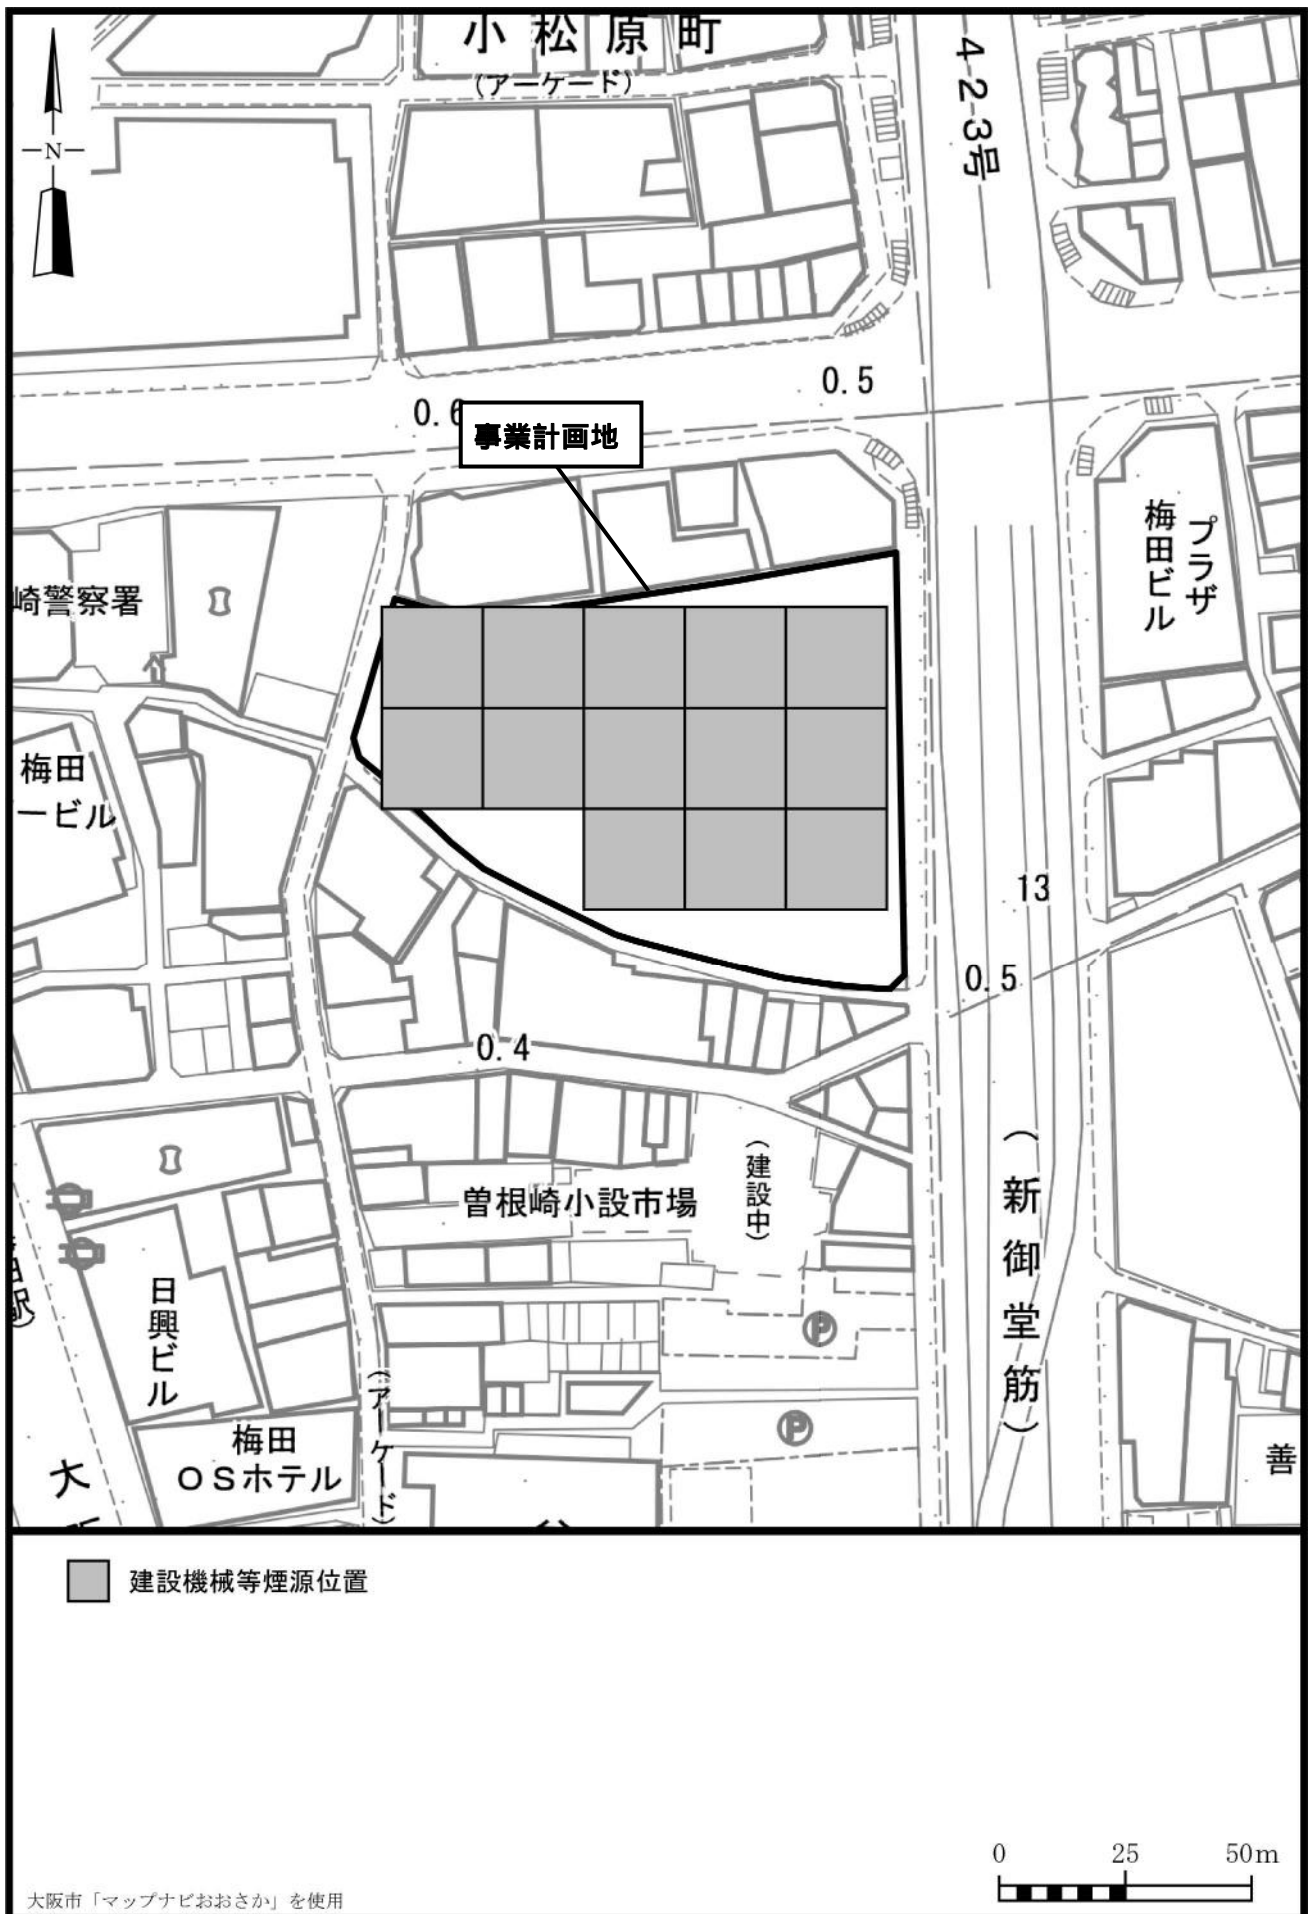 小松原町
(アーケード)
4-2-3号
N
0.5
0.6
事業計画地
梅田ビル
プラザ
崎警察署
梅田
ービル
13
0.5
0.4
(建設中)
曽根崎小設市場
(新御堂筋)
日興ビル
P
(アーケード)
P
梅田
OSホテル
善
大
建設機械等煙源位置
0 25 50m
大阪市「マップナビおおさか」を使用